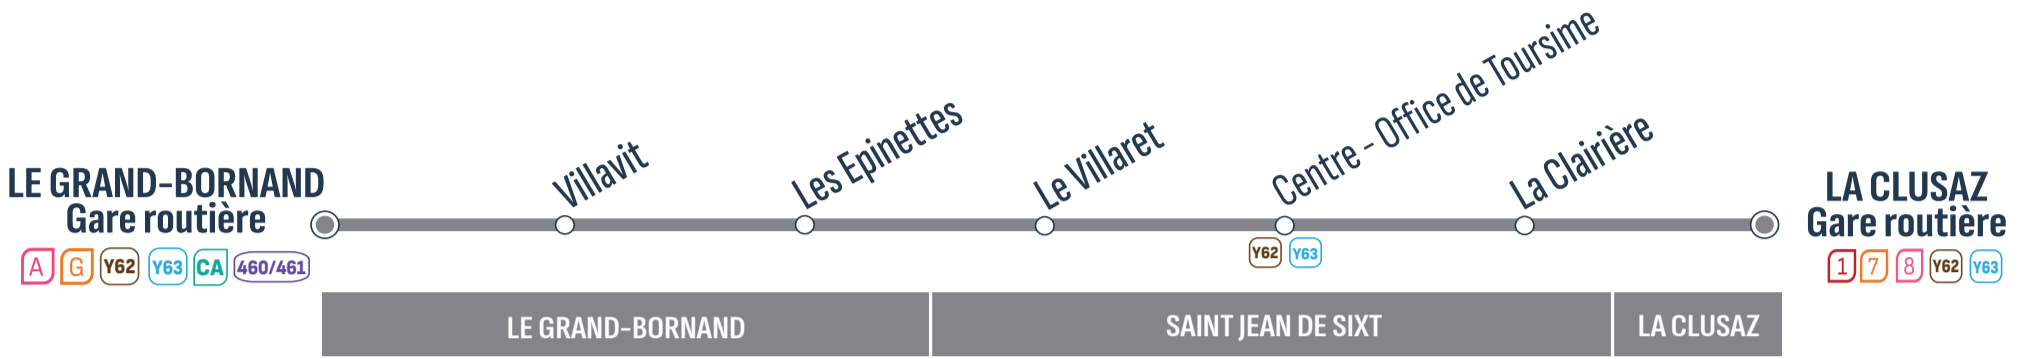 LE GRAND-BORNAND
Gare routière
A G Y62 Y63 CA 460/461
Villavit
Les Epinettes
Le Villaret
Centre - Office de Toursime
Y62 Y63
La Clairière
LA CLUSAZ
Gare routière
1 7 8 Y62 Y63
LE GRAND-BORNAND
SAINT JEAN DE SIXT
LA CLUSAZ